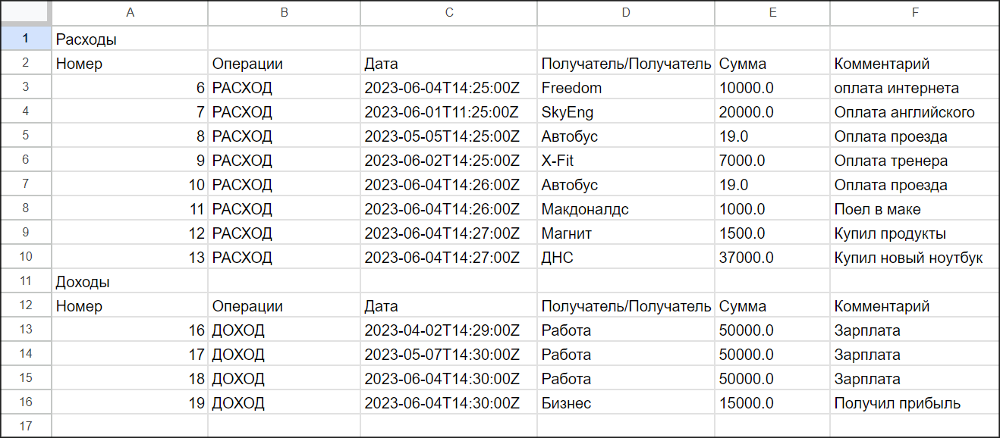 A B C D E F
1 Расходы
2 Номер Операции Дата Получатель/Получатель Сумма Комментарий
3 6 РАСХОД 2023-06-04T14:25:00Z Freedom 10000.0 оплата интернета
4 7 РАСХОД 2023-06-01T11:25:00Z SkyEng 20000.0 Оплата английского
5 8 РАСХОД 2023-05-05T14:25:00Z Автобус 19.0 Оплата проезда
6 9 РАСХОД 2023-06-02T14:25:00Z X-Fit 7000.0 Оплата тренера
7 10 РАСХОД 2023-06-04T14:26:00Z Автобус 19.0 Оплата проезда
8 11 РАСХОД 2023-06-04T14:26:00Z Макдоналдс 1000.0 Поел в маке
9 12 РАСХОД 2023-06-04T14:27:00Z Магнит 1500.0 Купил продукты
10 13 РАСХОД 2023-06-04T14:27:00Z ДНС 37000.0 Купил новый ноутбук
11 Доходы
12 Номер Операции Дата Получатель/Получатель Сумма Комментарий
13 16 ДОХОД 2023-04-02T14:29:00Z Работа 50000.0 Зарплата
14 17 ДОХОД 2023-05-07T14:30:00Z Работа 50000.0 Зарплата
15 18 ДОХОД 2023-06-04T14:30:00Z Работа 50000.0 Зарплата
16 19 ДОХОД 2023-06-04T14:30:00Z Бизнес 15000.0 Получил прибыль
17